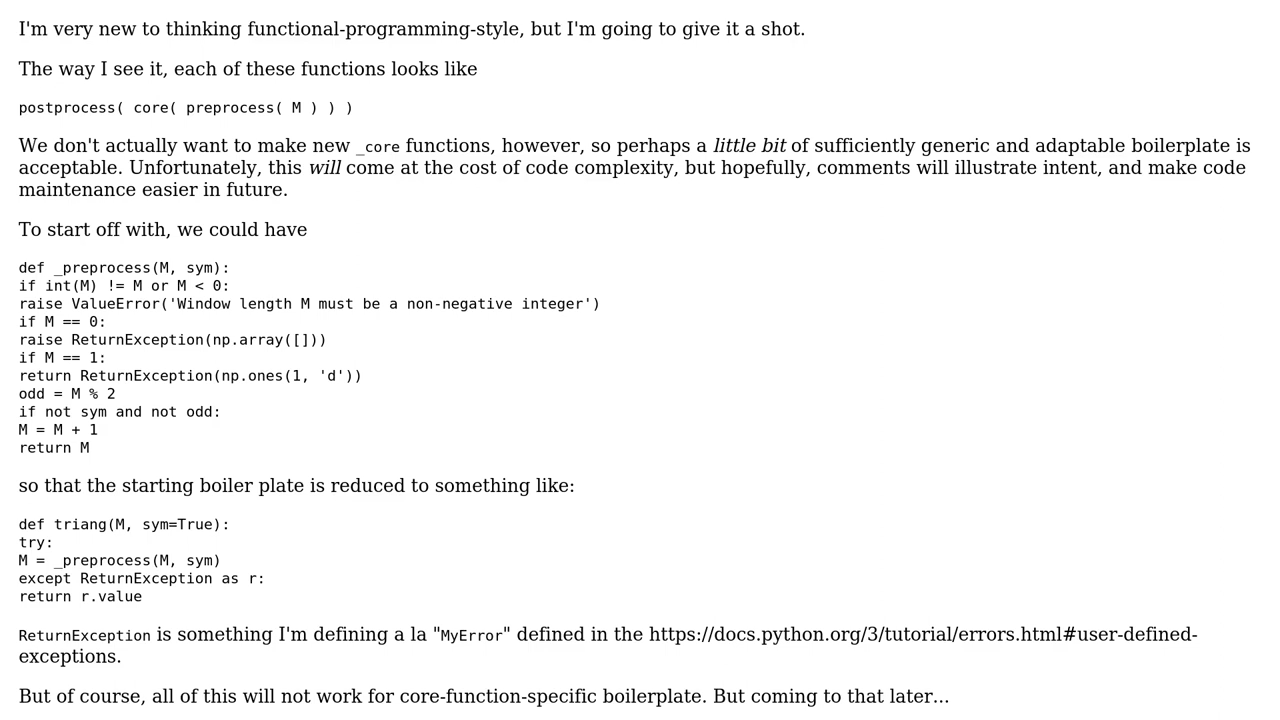 I'm very new to thinking functional-programming-style, but I'm going to give it a shot.
The way I see it, each of these functions looks like
postprocess( core( preprocess( M ) ) )
We don't actually want to make new _core functions, however, so perhaps a little bit of sufficiently generic and adaptable boilerplate is
acceptable. Unfortunately, this will come at the cost of code complexity, but hopefully, comments will illustrate intent, and make code
maintenance easier in future.
To start off with, we could have
def _preprocess(M, sym):
if int(M) != M or M < 0:
raise ValueError('Window length M must be a non-negative integer')
if M == 0:
raise ReturnException(np.array([]))
if M == 1:
return ReturnException(np.ones(1, 'd'))
odd = M % 2
if not sym and not odd:
M = M + 1
return M
so that the starting boiler plate is reduced to something like:
def triang(M, sym=True):
try:
M = _preprocess(M, sym)
except ReturnException as r:
return r.value
ReturnException is something I'm defining a la "MyError" defined in the https://docs.python.org/3/tutorial/errors.html#user-defined-
exceptions.
But of course, all of this will not work for core-function-specific boilerplate. But coming to that later...